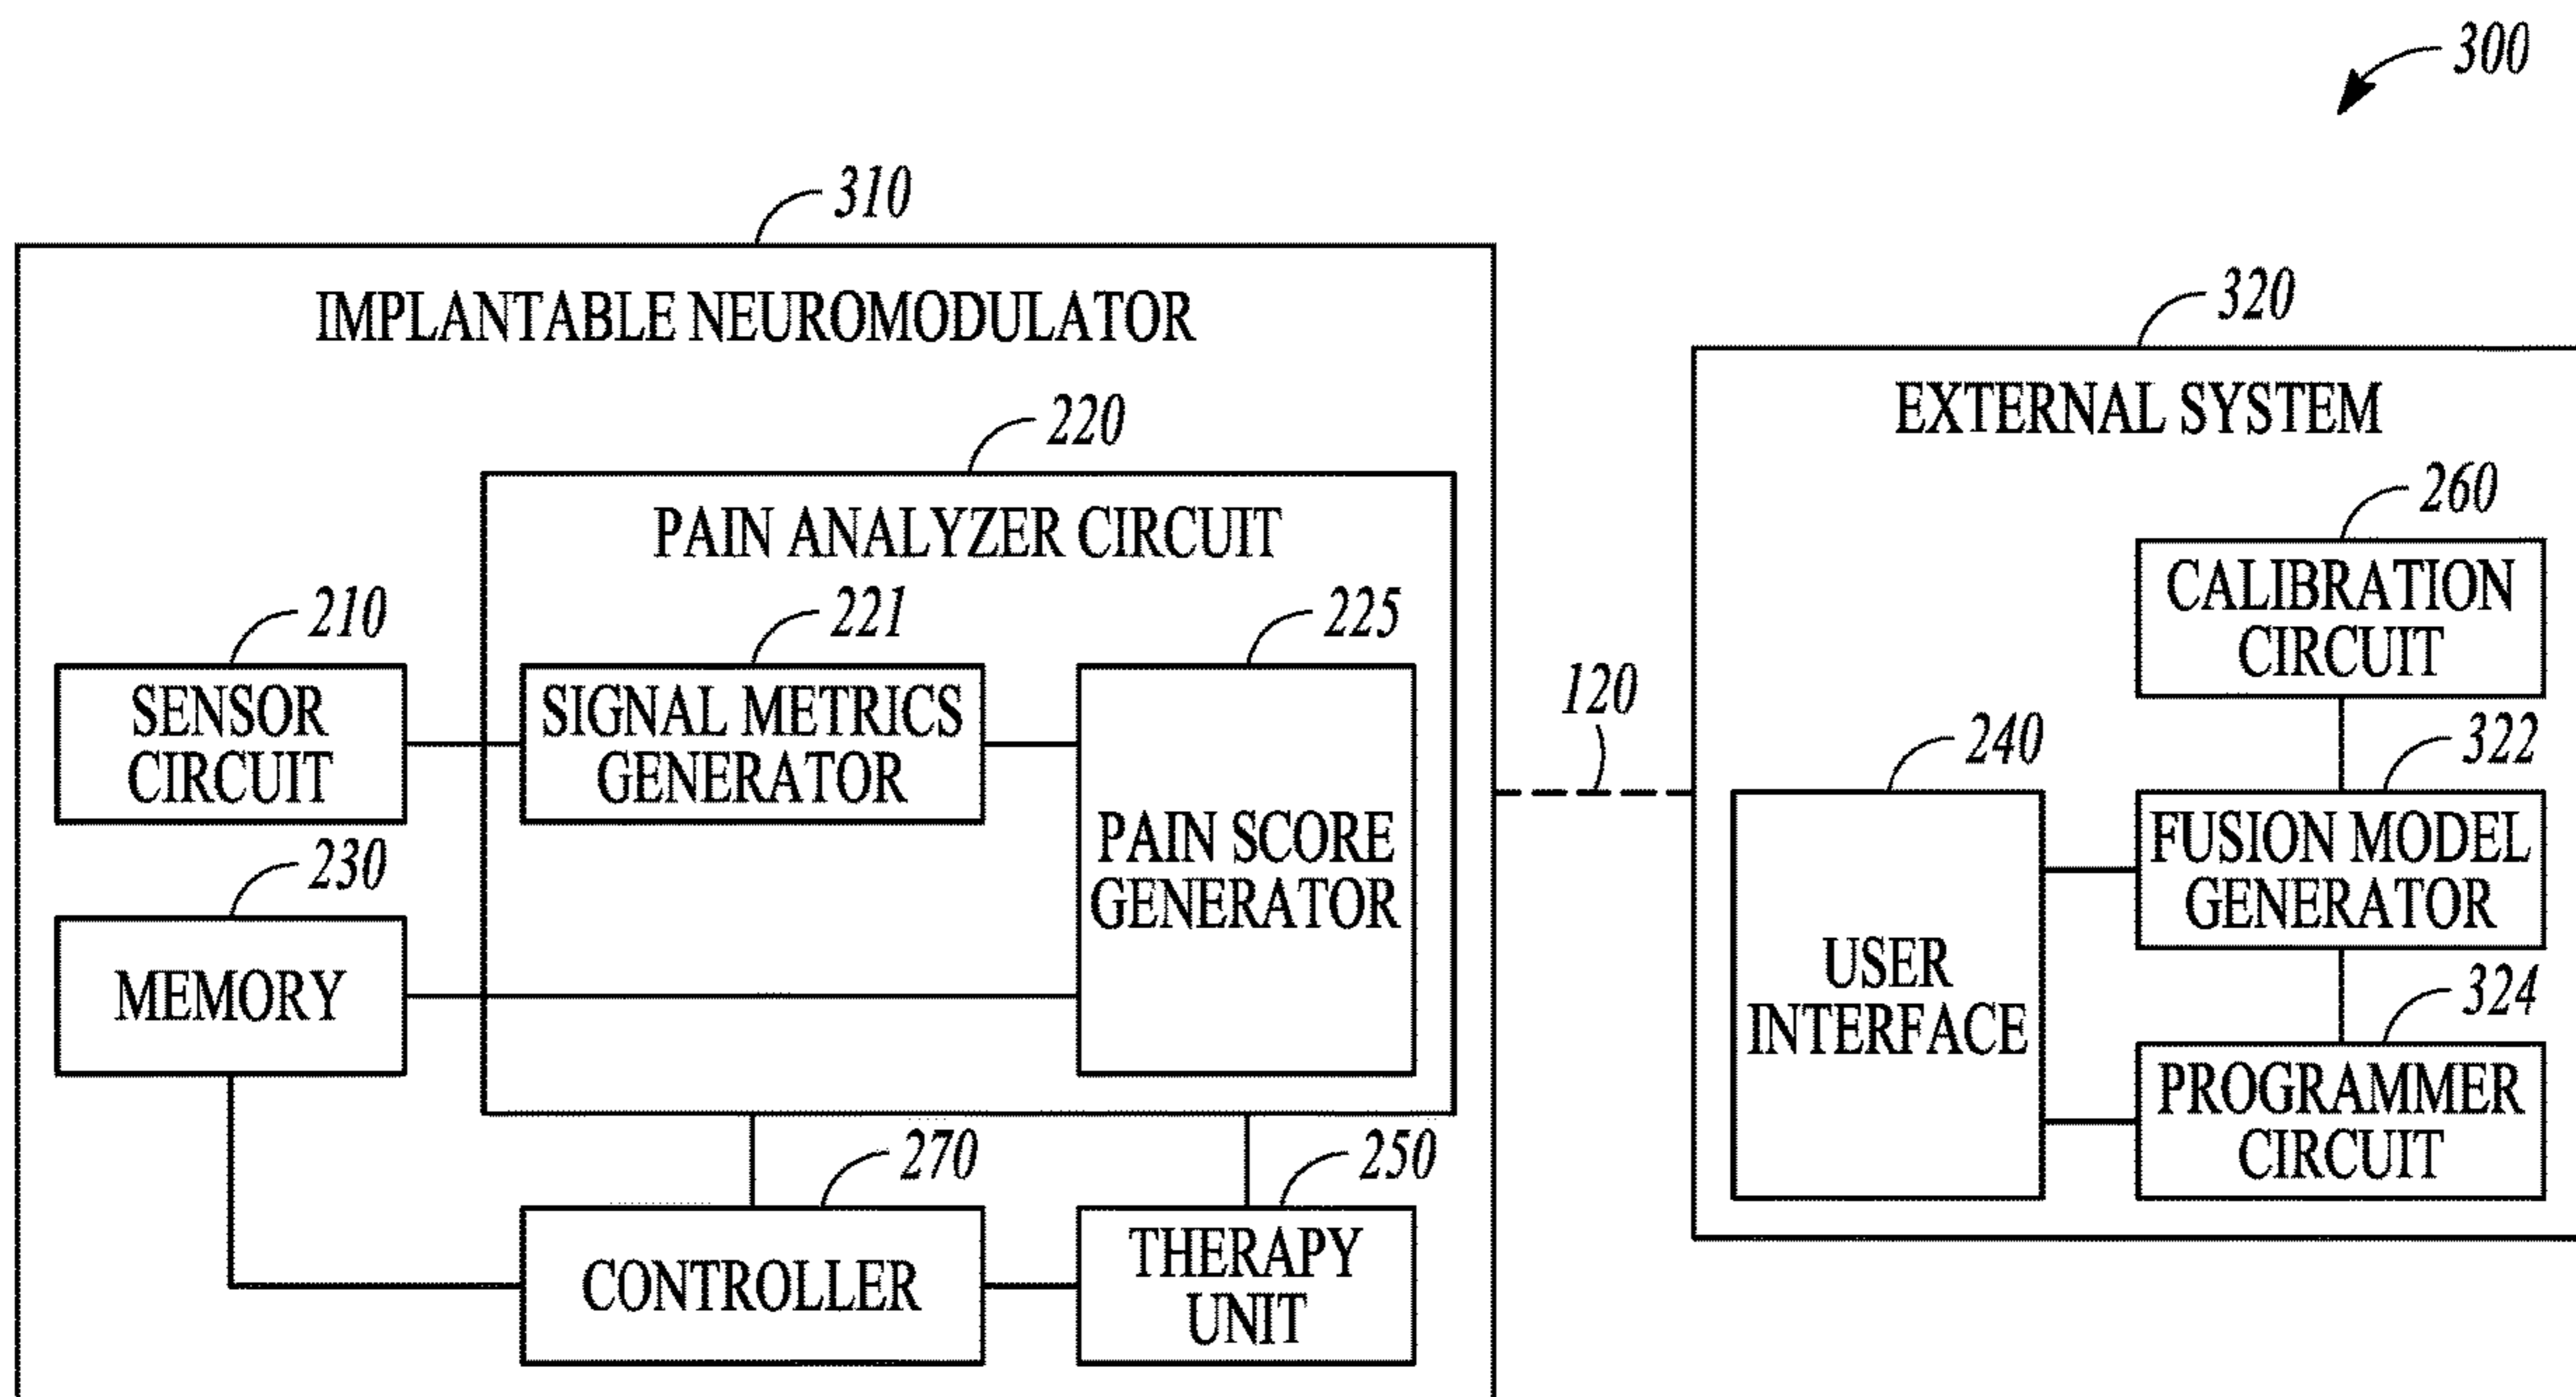 300
310
IMPLANTABLE NEUROMODULATOR
220
PAIN ANALYZER CIRCUIT
210
SENSOR
CIRCUIT
221
SIGNAL METRICS
GENERATOR
225
PAIN SCORE
GENERATOR
230
MEMORY
270
CONTROLLER
250
THERAPY
UNIT
120
320
EXTERNAL SYSTEM
260
CALIBRATION
CIRCUIT
240
USER
INTERFACE
322
FUSION MODEL
GENERATOR
324
PROGRAMMER
CIRCUIT